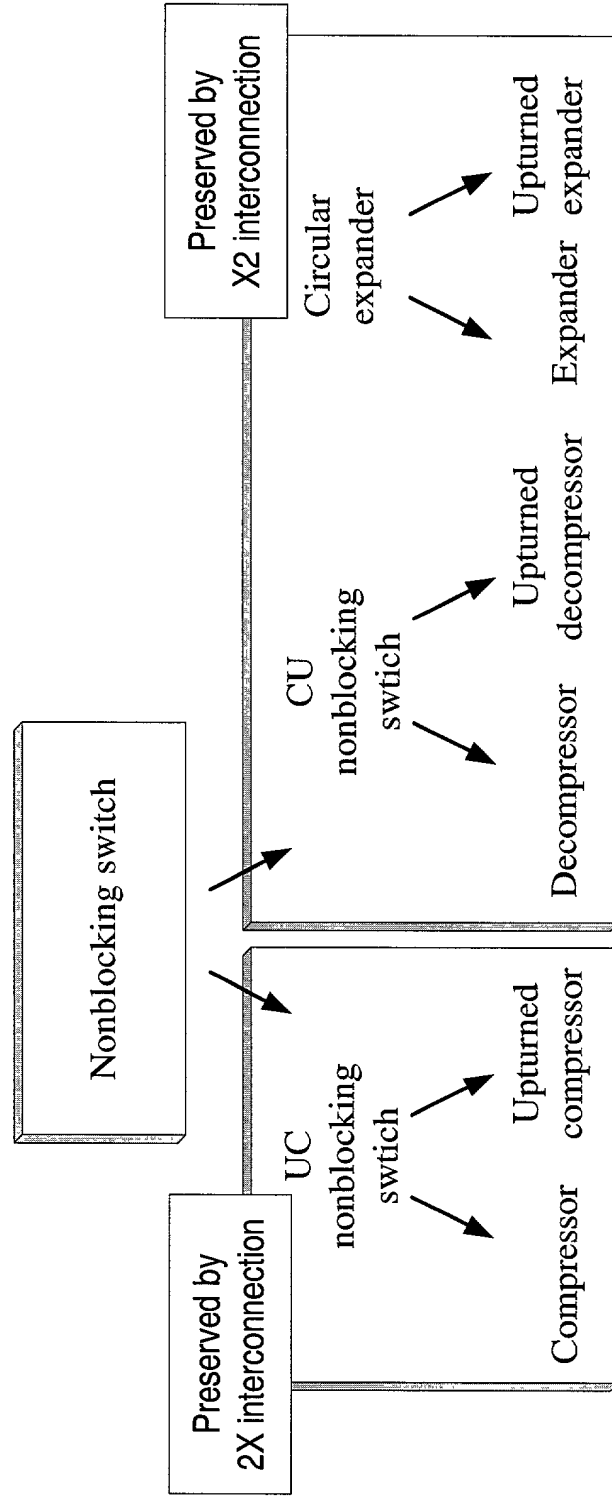 Nonblocking switch
Preserved by
2X interconnection
UC
nonblocking
swtich
Compressor
Upturned
compressor
Preserved by
X2 interconnection
CU
nonblocking
swtich
Decompressor
Upturned
decompressor
Circular
expander
Expander
Upturned
expander